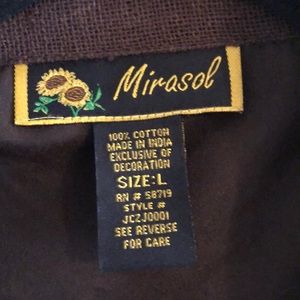 Mirasol
100% COTTON
MADE IN INDIA
EXCLUSIVE OF
DECORATION
SIZE:L
RN # 58719
STYLE #
JCZJ0001
SEE REVERSE
FOR CARE